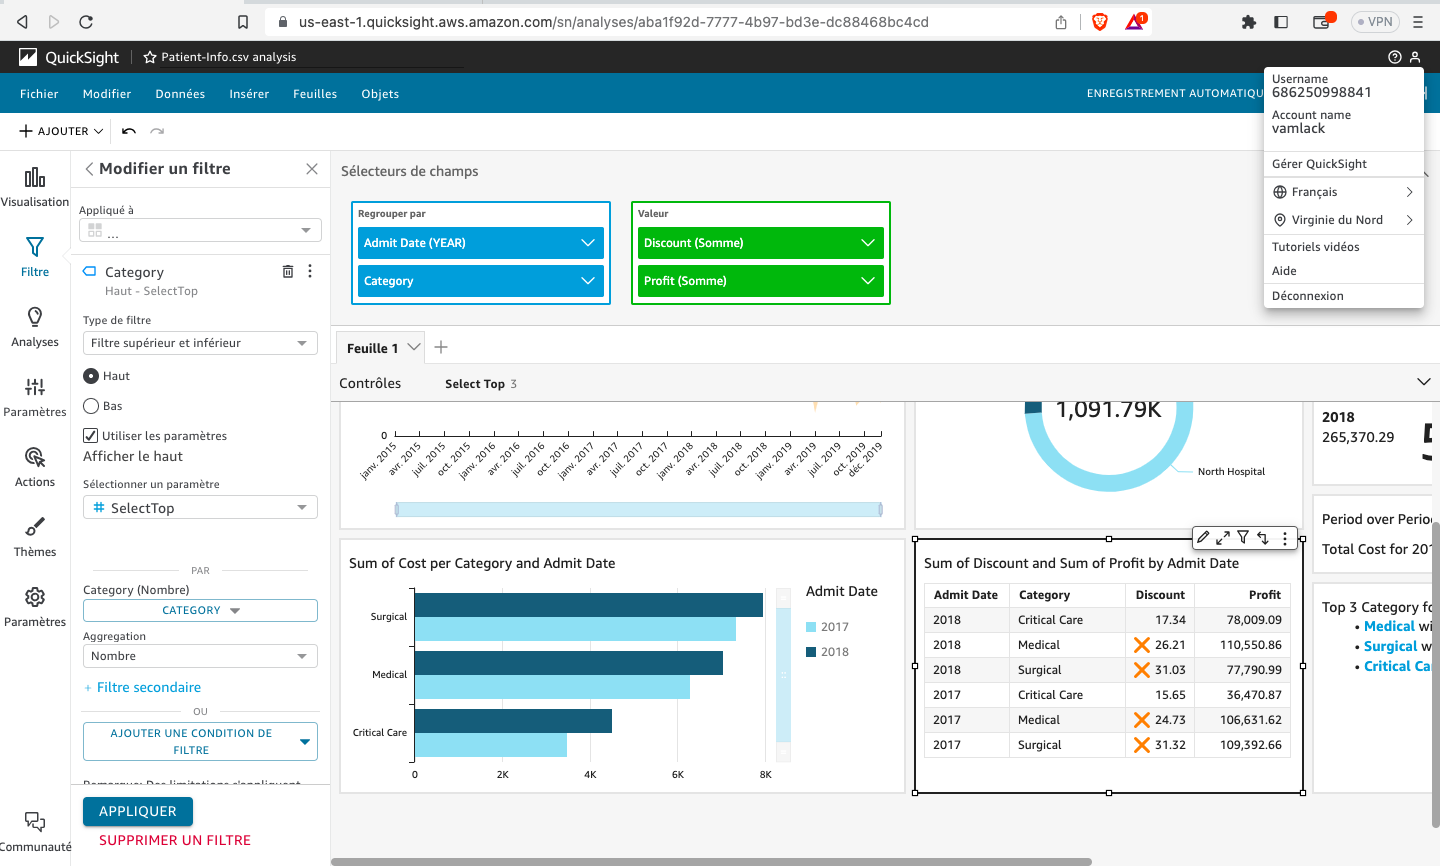 us-east-1.quicksight.aws.amazon.com/sn/analyses/aba1f92d-7777-4b97-bd3e-dc88468bc4cd
1
VPN
QuickSight
Patient-Info.csv analysis
Fichier
Modifier
Données
Insérer
Feuilles
Objets
ENREGISTREMENT AUTOMATIQU
Username
686250998841
Account name
vamlack
Gérer QuickSight
Français
Virginie du Nord
Tutoriels vidéos
Aide
Déconnexion
AJOUTER
Visualisation
Filtre
Analyses
Paramètres
Actions
Thèmes
Paramètres
Communauté
Modifier un filtre
Appliqué à
...
Category
Haut - SelectTop
Type de filtre
Filtre supérieur et inférieur
Haut
Bas
Utiliser les paramètres
Afficher le haut
Sélectionner un paramètre
# SelectTop
PAR
Category (Nombre)
CATEGORY
Aggregation
Nombre
+ Filtre secondaire
OU
AJOUTER UNE CONDITION DE
FILTRE
Remarque: Des limitations s'appliquent
APPLIQUER
SUPPRIMER UN FILTRE
Sélecteurs de champs
Regrouper par
Admit Date (YEAR)
Category
Valeur
Discount (Somme)
Profit (Somme)
Feuille 1
Contrôles
Select Top 3
0
janv. 2015
avr. 2015
juil. 2015
oct. 2015
janv. 2016
avr. 2016
juil. 2016
oct. 2016
janv. 2017
avr. 2017
juil. 2017
oct. 2017
janv. 2018
avr. 2018
juil. 2018
oct. 2018
janv. 2019
avr. 2019
juil. 2019
oct. 2019
déc. 2019
1,091.79K
North Hospital
2018
265,370.29
Period over Perio
Total Cost for 201
Top 3 Category fo
• Medical wi
• Surgical w
• Critical Ca
Sum of Cost per Category and Admit Date
Surgical
Medical
Critical Care
0
2K
4K
6K
8K
Admit Date
2017
2018
Sum of Discount and Sum of Profit by Admit Date
Admit Date Category Discount Profit
2018 Critical Care 17.34 78,009.09
2018 Medical 26.21 110,550.86
2018 Surgical 31.03 77,790.99
2017 Critical Care 15.65 36,470.87
2017 Medical 24.73 106,631.62
2017 Surgical 31.32 109,392.66